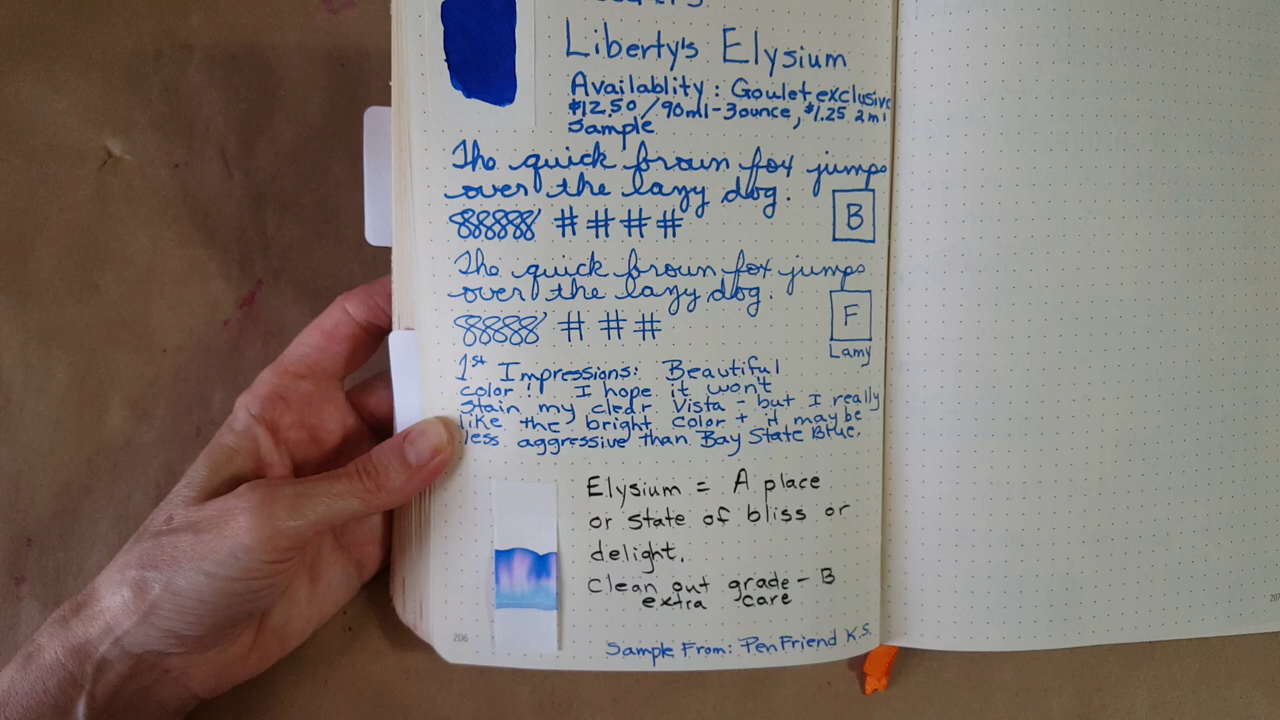 Liberty's Elysium
Availablity : Goulet exclusive
$12.50/90ml-3ounce, $1.25 2ml
Sample
The quick brown fox jumps
over the lazy dog.
88888 # # # #
B
The quick brown fox jumps
over the lazy dog.
8888 # # #
F
Lamy
1st Impressions: Beautiful
color!! I hope it won't
stain my clear Vista - but I really
like the bright color + it may be
less aggressive than Bay State Blue.
Elysium = A place
or state of bliss or
delight.
Clean out grade - B
extra care
206
Sample From: PenFriend K.S.